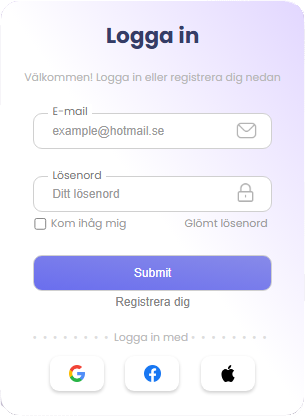 Logga in
Välkommen! Logga in eller registrera dig nedan
E-mail
example@hotmail.se
Lösenord
Ditt lösenord
Kom ihåg mig Glömt lösenord
Submit
Registrera dig
Logga in med